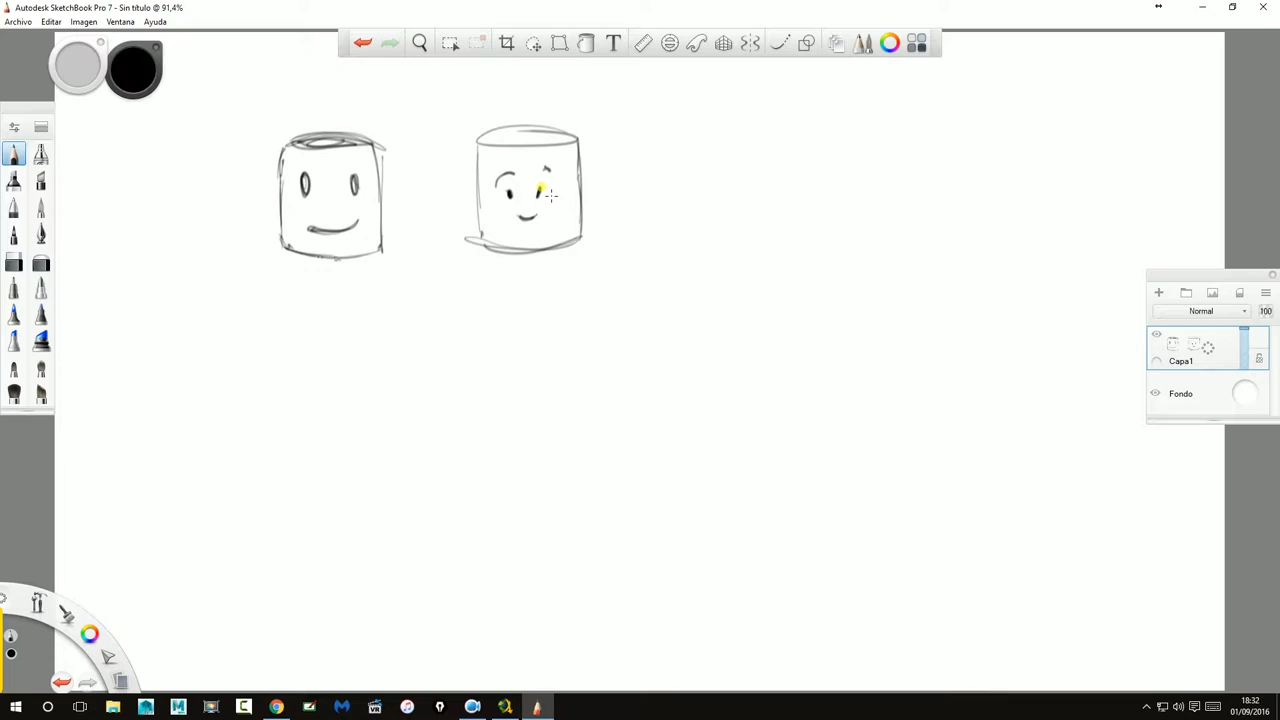 Autodesk SketchBook Pro 7 - Sin título @ 91,4%
Archivo Editar Imagen Ventana Ayuda
Normal 100
Capa1
Fondo
18:32
01/09/2016